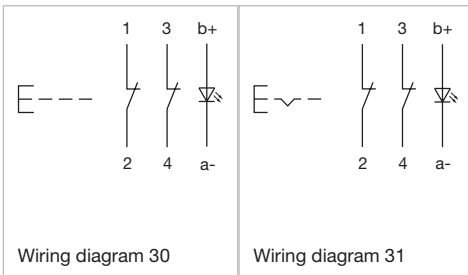 1 3 b+
2 4 a-
Wiring diagram 30
1 3 b+
2 4 a-
Wiring diagram 31